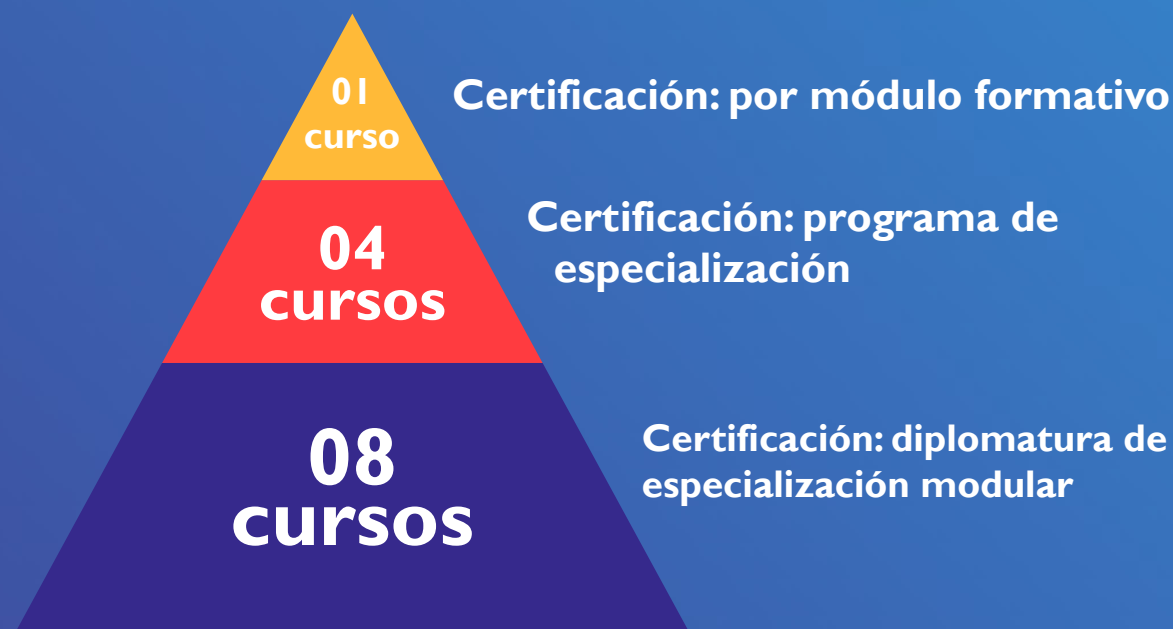 01
curso
Certificación: por módulo formativo
04
cursos
Certificación: programa de
especialización
08
cursos
Certificación: diplomatura de
especialización modular